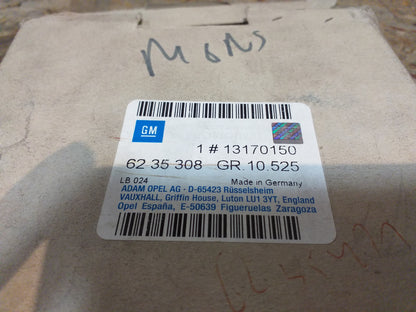 GM
1 # 13170150
62 35 308 GR.10.525
LB 024 Made in Germany
ADAM OPEL AG - D-65423 Rüsselsheim
VAUXHALL, Griffin House, Luton LU1 3YT, England
Opel España, E-50639 Figueruelas Zaragoza